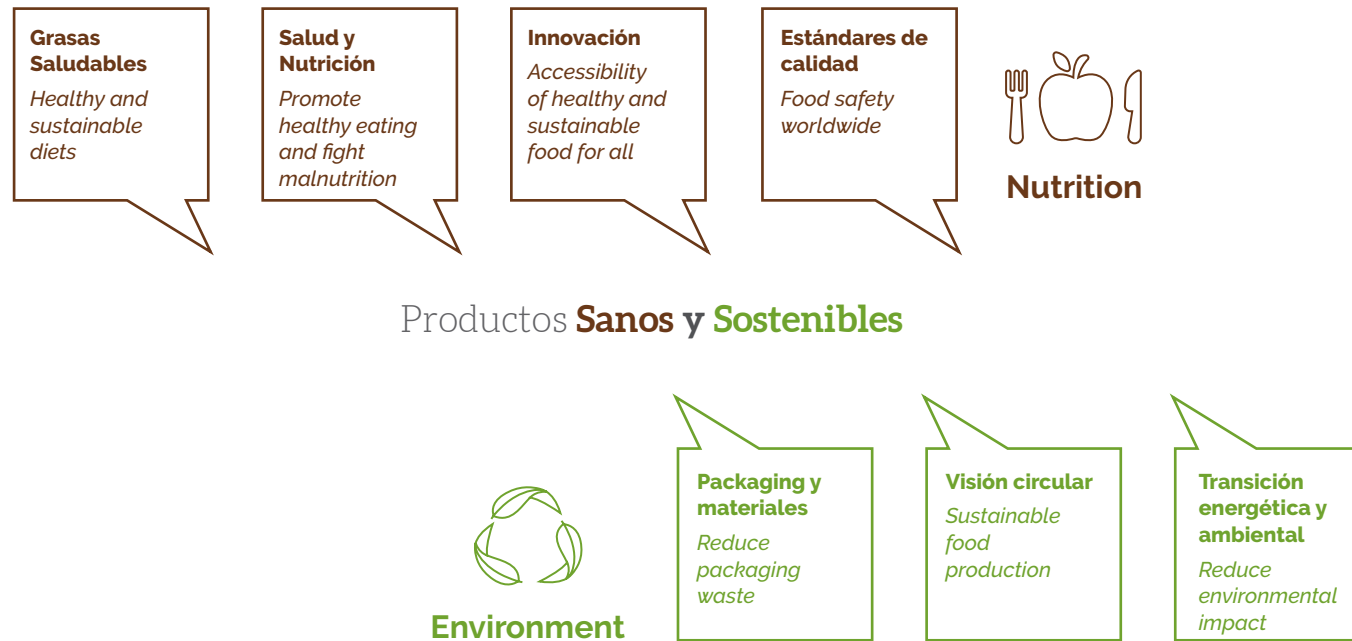 Grasas
Saludables
Healthy and
sustainable
diets
Salud y
Nutrición
Promote
healthy eating
and fight
malnutrition
Innovación
Accessibility
of healthy and
sustainable
food for all
Estándares de
calidad
Food safety
worldwide
Nutrition
Productos Sanos y Sostenibles
Environment
Packaging y
materiales
Reduce
packaging
waste
Visión circular
Sustainable
food
production
Transición
energética y
ambiental
Reduce
environmental
impact